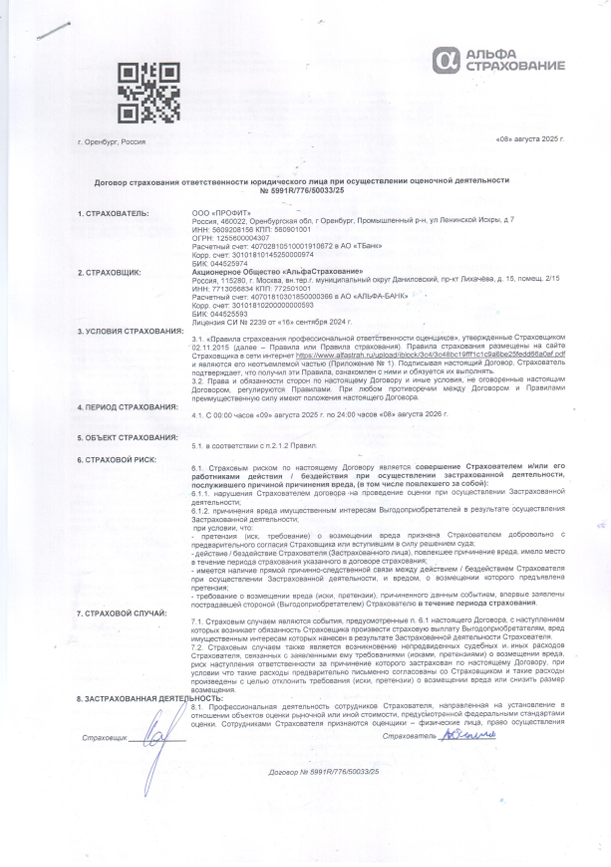 АЛЬФА
СТРАХОВАНИЕ
г. Оренбург, Россия
«08» августа 2025 г.
Договор страхования ответственности юридического лица при осуществлении оценочной деятельности
№ 5991R/776/50033/25
1. СТРАХОВАТЕЛЬ:
ООО «ПРОФИТ»
Россия, 460022, Оренбургская обл, г Оренбург, Промышленный р-н, ул Ленинской Искры, д 7
ИНН: 5609208156 КПП: 560901001
ОГРН: 1255600004307
Расчетный счет: 40702810510001910872 в АО «ТБанк»
Корр. счет: 30101810145250000974
БИК: 044525974
2. СТРАХОВЩИК:
Акционерное Общество «АльфаСтрахование»
Россия, 115280, г. Москва, вн.тер.г. муниципальный округ Даниловский, пр-кт Лихачёва, д. 15, помещ. 2/15
ИНН: 7713056834 КПП: 772501001
Расчетный счет: 40701810301850000366 в АО «АЛЬФА-БАНК»
Корр. счет: 30101810200000000593
БИК: 044525593
Лицензия СИ № 2239 от «16» сентября 2024 г.
3. УСЛОВИЯ СТРАХОВАНИЯ:
3.1. «Правила страхования профессиональной ответственности оценщиков», утвержденные Страховщиком
02.11.2015 (далее – Правила или Правила страхования). Правила страхования размещены на сайте
Страховщика в сети интернет
и являются его неотъемлемой частью (Приложение № 1). Подписывая настоящий Договор, Страхователь
подтверждает, что получил эти Правила, ознакомлен с ними и обязуется их выполнять.
3.2. Права и обязанности сторон по настоящему Договору и иные условия, не оговоренные настоящим
Договором, регулируются Правилами. При любом противоречии между Договором и Правилами
преимущественную силу имеют положения настоящего Договора.
4. ПЕРИОД СТРАХОВАНИЯ:
4.1. С 00:00 часов «09» августа 2025 г. по 24:00 часов «08» августа 2026 г.
5. ОБЪЕКТ СТРАХОВАНИЯ:
5.1. в соответствии с п.2.1.2 Правил.
6. СТРАХОВОЙ РИСК:
6.1. Страховым риском по настоящему Договору является совершение Страхователем и/или его
работниками действия / бездействия при осуществлении застрахованной деятельности,
послужившего причиной причинения вреда, (в том числе повлекшего за собой):
6.1.1. нарушения Страхователем договора на проведение оценки при осуществлении Застрахованной
деятельности;
6.1.2. причинения вреда имущественным интересам Выгодоприобретателей в результате осуществления
Застрахованной деятельности;
при условии, что:
- претензия (иск, требование) о возмещении вреда признана Страхователем добровольно с
предварительного согласия Страховщика или вступившим в силу решением суда;
- действие / бездействие Страхователя (Застрахованного лица), повлекшее причинение вреда, имело место
в течение периода страхования указанного в договоре страхования;
- имеется наличие прямой причинно-следственной связи между действием / бездействием Страхователя
при осуществлении Застрахованной деятельности, и вредом, о возмещении которого предъявлена
претензия;
- требование о возмещении вреда (иски, претензии), причиненного данным событием, впервые заявлены
пострадавшей стороной (Выгодоприобретателем) Страхователю в течение периода страхования.
7. СТРАХОВОЙ СЛУЧАЙ:
7.1. Страховым случаем являются события, предусмотренные п. 6.1 настоящего Договора, с наступлением
которых возникает обязанность Страховщика произвести страховую выплату Выгодоприобретателям, вред
имущественным интересам которых нанесен в результате Застрахованной деятельности Страхователя.
7.2. Страховым случаем также является возникновение непредвиденных судебных и иных расходов
Страхователя, связанных с заявленными ему требованиями (исками, претензиями) о возмещении вреда,
риск наступления ответственности за причинение которого застрахован по настоящему Договору, при
условии что такие расходы предварительно письменно согласованы со Страховщиком и такие расходы
произведены с целью отклонить требования (иски, претензии) о возмещении вреда или снизить размер
возмещения.
8. ЗАСТРАХОВАННАЯ ДЕЯТЕЛЬНОСТЬ:
8.1. Профессиональная деятельность сотрудников Страхователя, направленная на установление в
отношении объектов оценки рыночной или иной стоимости, предусмотренной федеральными стандартами
оценки. Сотрудниками Страхователя признаются оценщики – физические лица, право осуществления
Страховщик
Страхователь
Договор № 5991R/776/50033/25